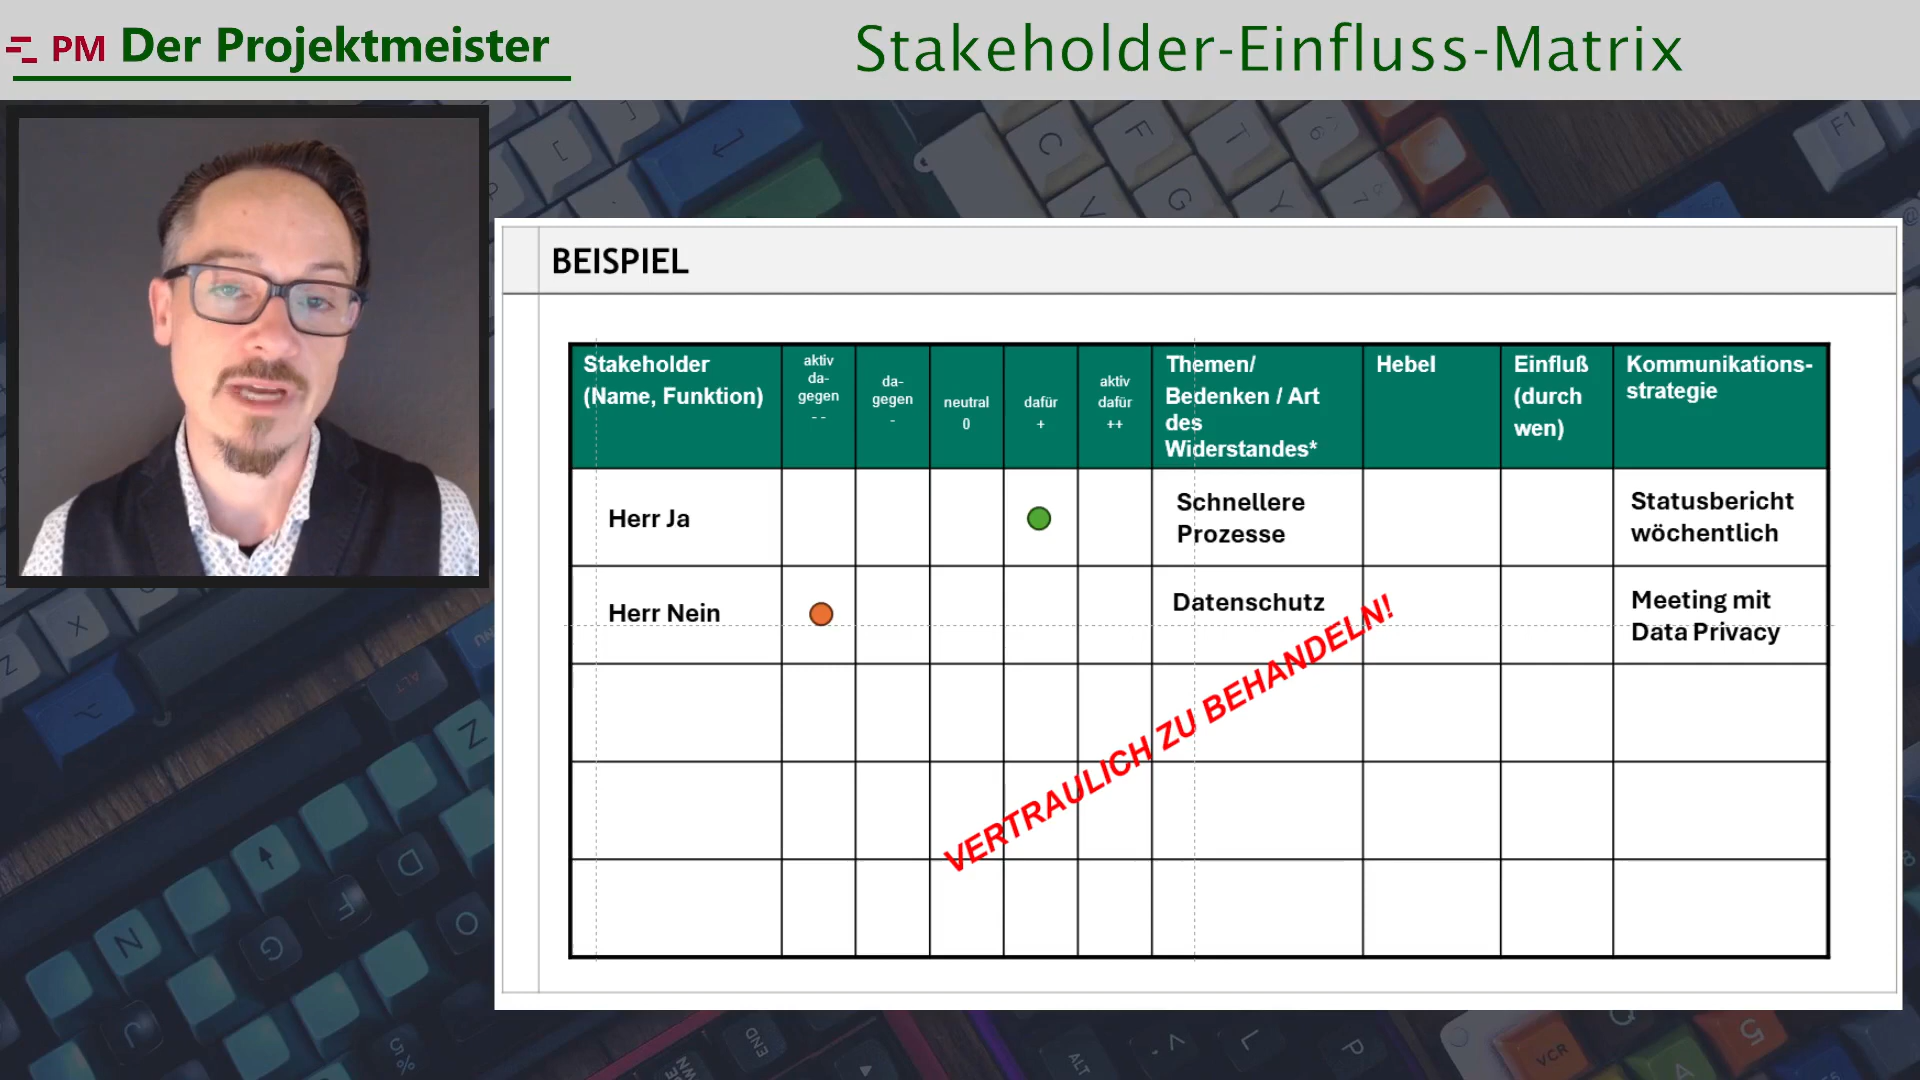 PM Der Projektmeister
Stakeholder-Einfluss-Matrix
BEISPIEL
Stakeholder
(Name, Funktion)
aktiv
da-
gegen
- -
da-
gegen
-
neutral
0
dafür
+
aktiv
dafür
++
Themen/
Bedenken / Art
des
Widerstandes*
Hebel
Einfluß
(durch
wen)
Kommunikations-
strategie
Herr Ja
Schnellere
Prozesse
Statusbericht
wöchentlich
Herr Nein
Datenschutz
Meeting mit
Data Privacy
VERTRAULICH ZU BEHANDELN!